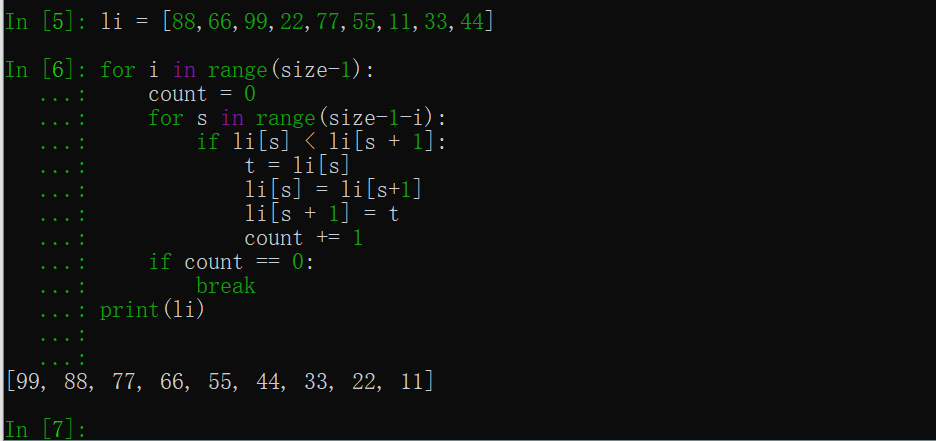 In [5]: li = [88,66,99,22,77,55,11,33,44]
In [6]: for i in range(size-1):
   ...:     count = 0
   ...:     for s in range(size-1-i):
   ...:         if li[s] < li[s + 1]:
   ...:             t = li[s]
   ...:             li[s] = li[s+1]
   ...:             li[s + 1] = t
   ...:             count += 1
   ...:     if count == 0:
   ...:         break
   ...: print(li)
   ...:
   ...:
[99, 88, 77, 66, 55, 44, 33, 22, 11]
In [7]: